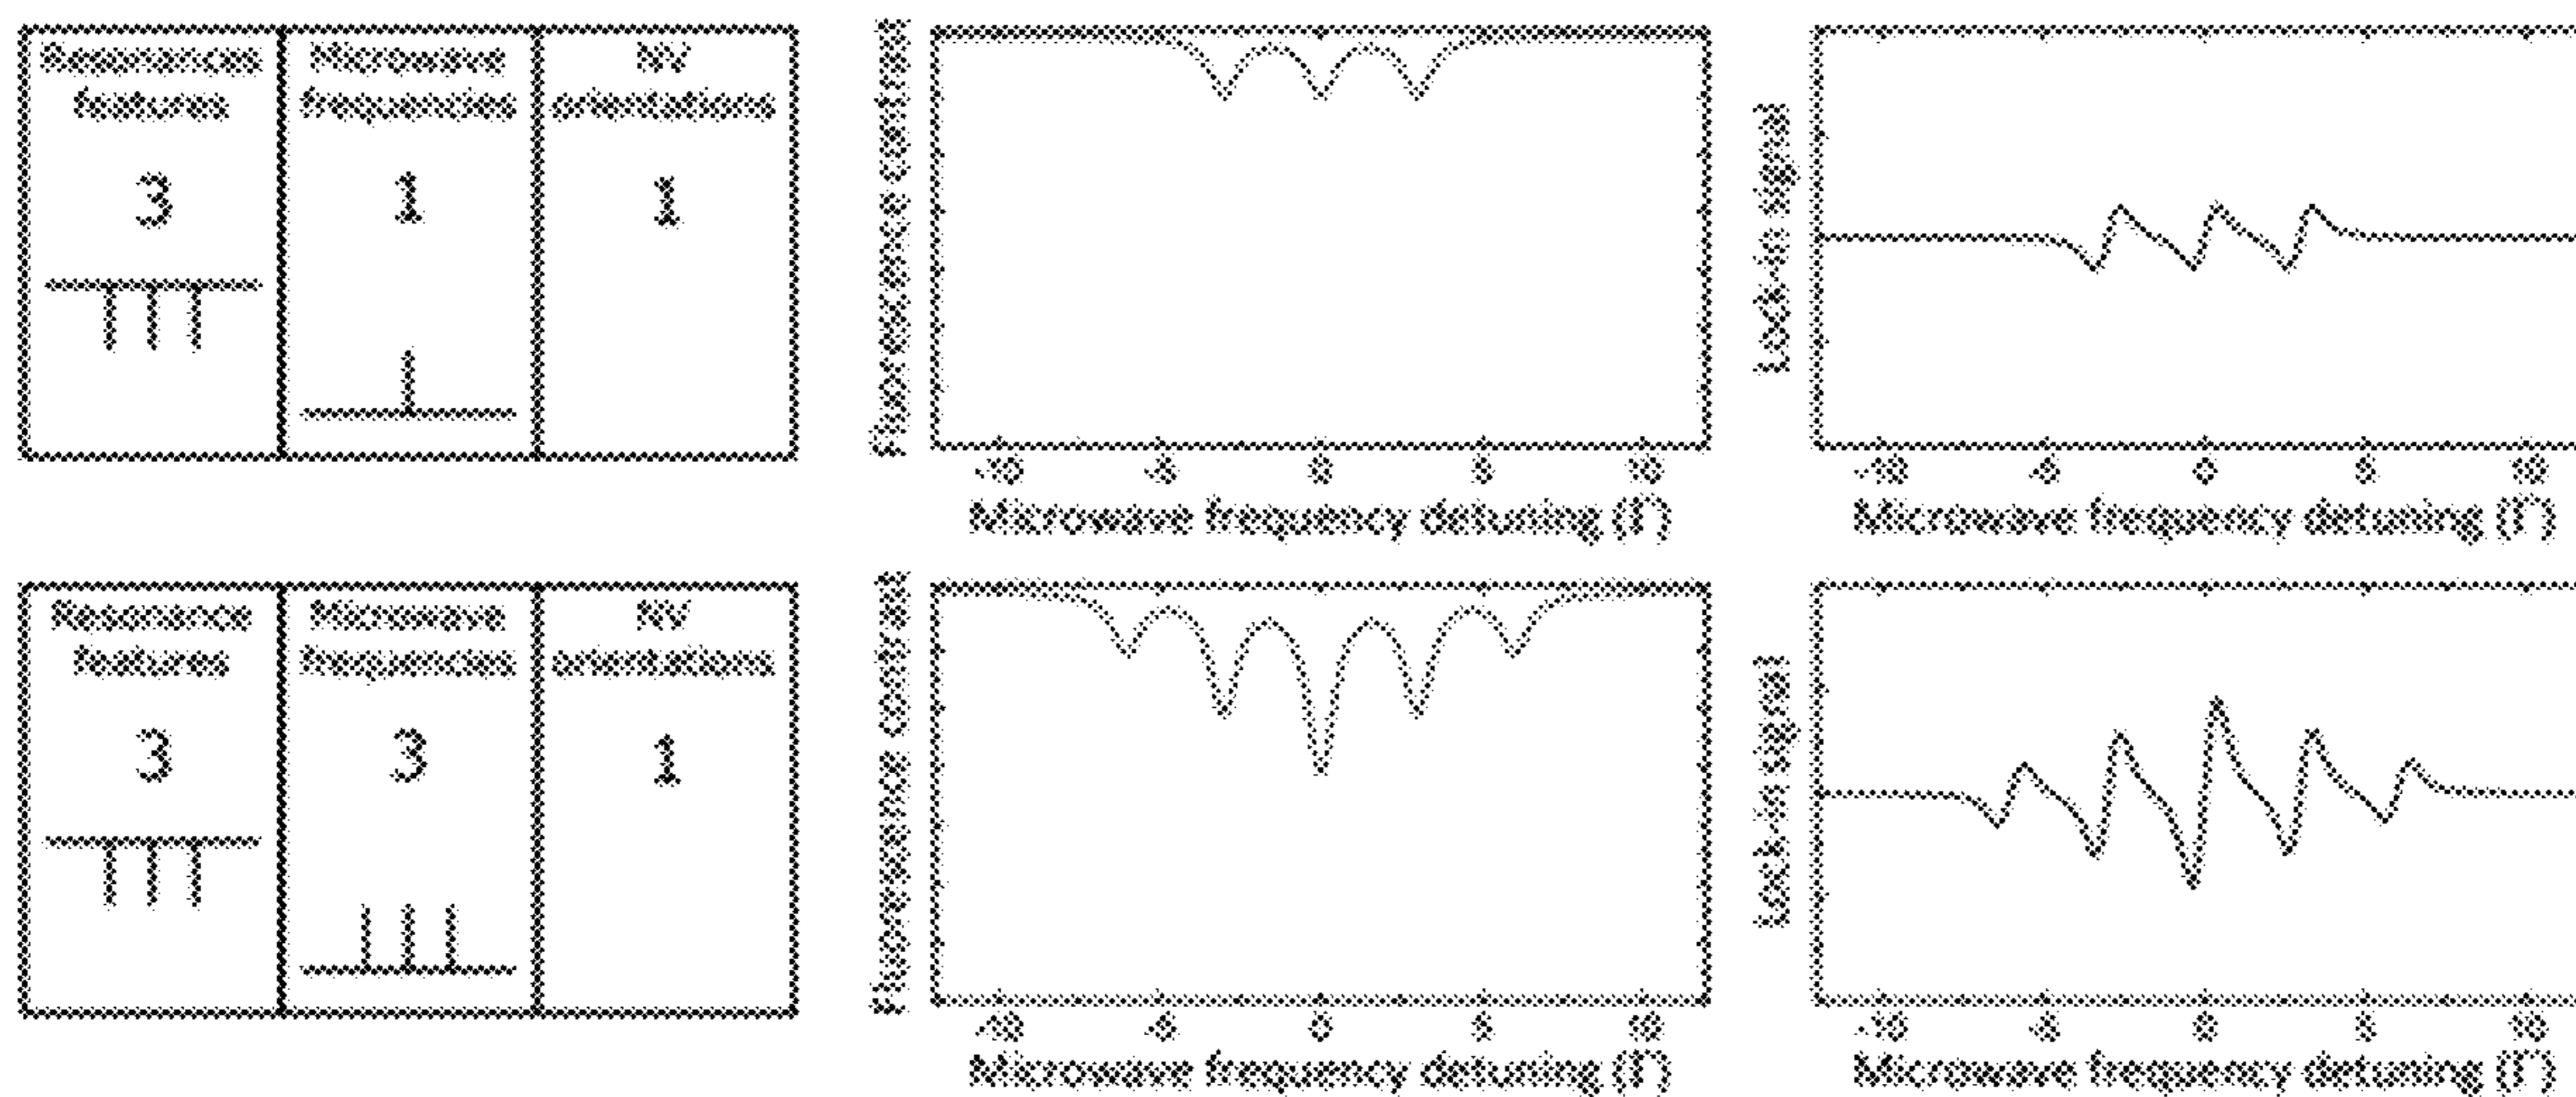 Resonances
features
Microwave
frequencies
NV
orientations
3
1
1
Fluorescence contrast
-10
-5
0
5
10
Microwave frequency detuning (Γ)
Lock-in signal
-10
-5
0
5
10
Microwave frequency detuning (Γ)
Resonance
features
Microwave
frequencies
NV
orientations
3
3
1
Fluorescence contrast
-10
-5
0
5
10
Microwave frequency detuning (Γ)
Lock-in signal
-10
-5
0
5
10
Microwave frequency detuning (Γ)